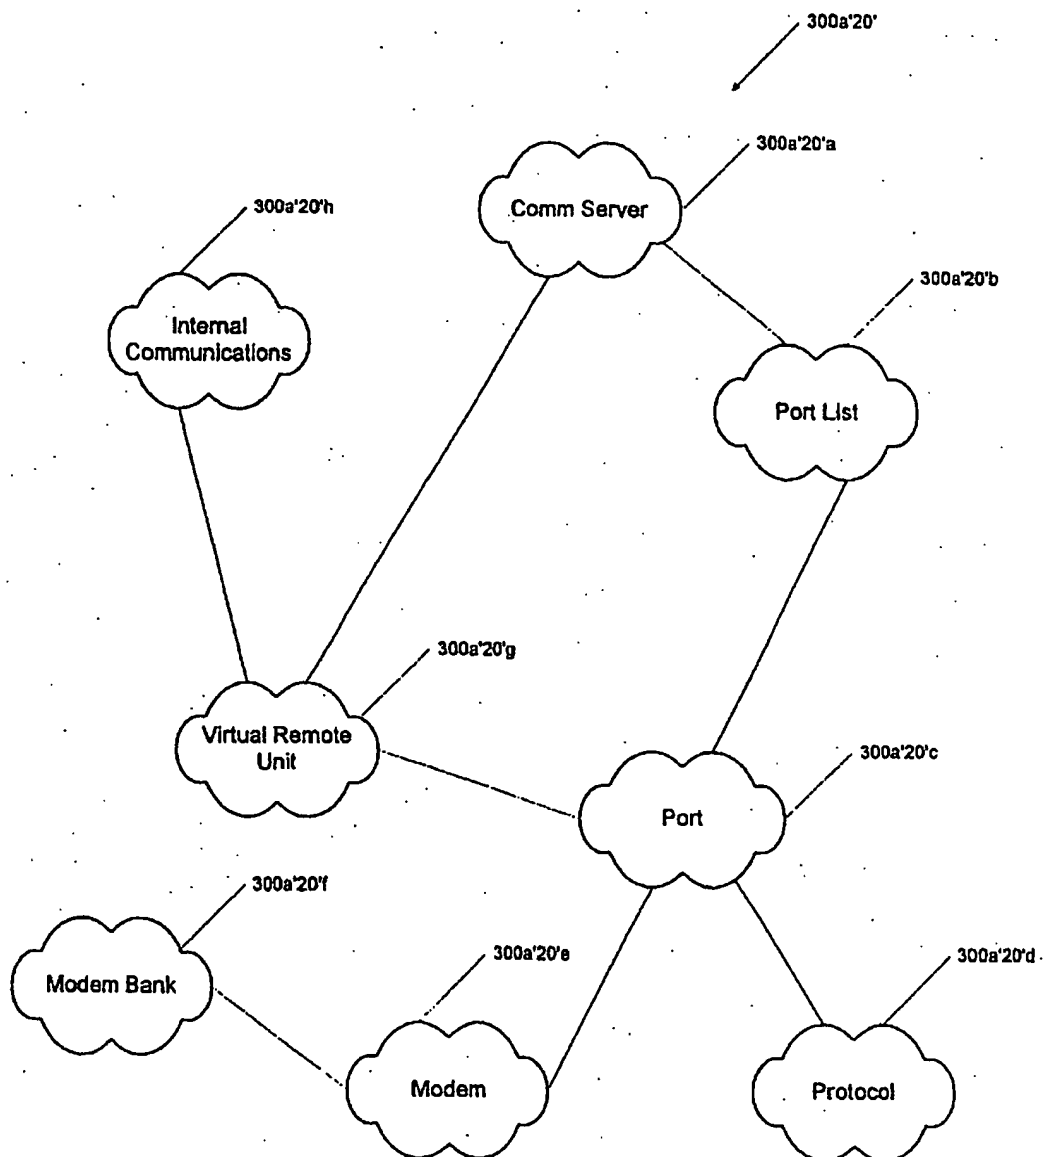 300a'20'
300a'20'a
Comm Server
300a'20'h
Internal
Communications
300a'20'b
Port List
300a'20'g
Virtual Remote
Unit
300a'20'c
Port
300a'20'f
Modem Bank
300a'20'e
Modem
300a'20'd
Protocol